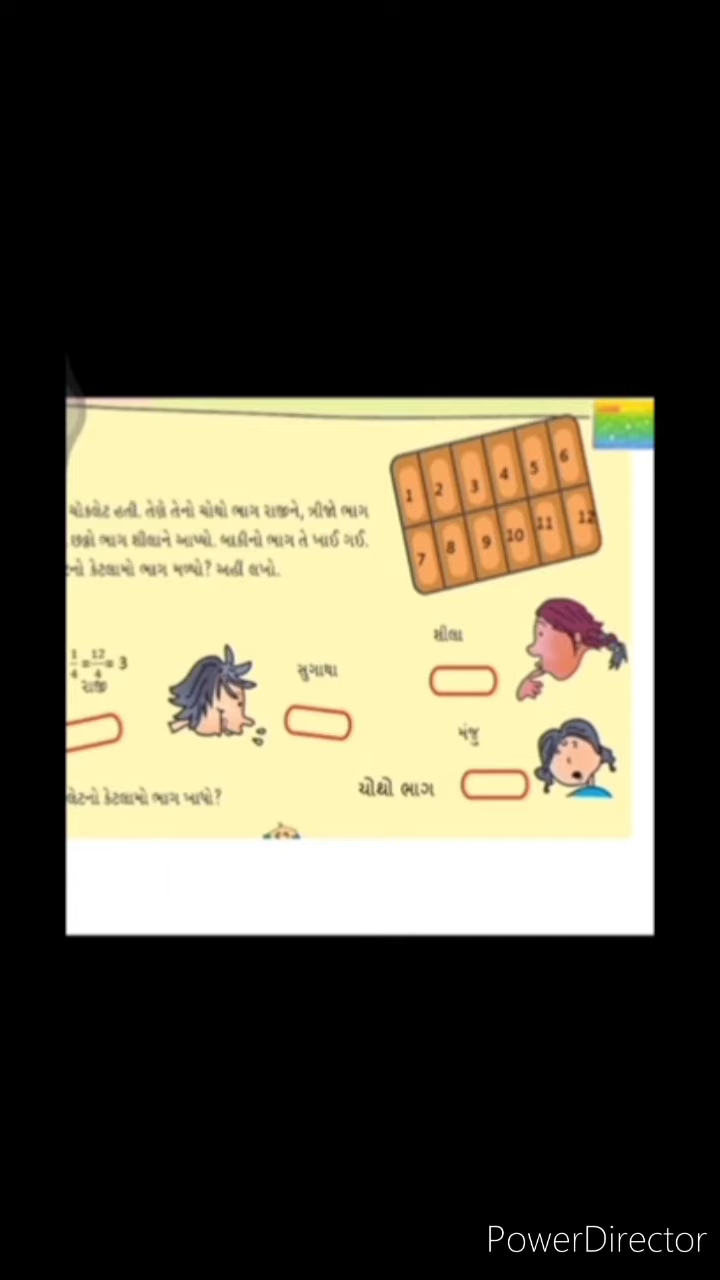 1 2 3 4 5 6
7 8 9 10 11 12
ચોકલેટ હતી. તેણે તેનો ચોથો ભાગ રાજીને, ત્રીજો ભાગ
છઠ્ઠો ભાગ શીલાને આપ્યો. બાકીનો ભાગ તે ખાઈ ગઈ.
નો કેટલામો ભાગ મળ્યો? અહીં લખો.
1/4 = 12/4 = 3
રાજી
સુગાથા
શીલા
મંજુ
ચોથો ભાગ
લેટનો કેટલામો ભાગ ખાધો?
PowerDirector